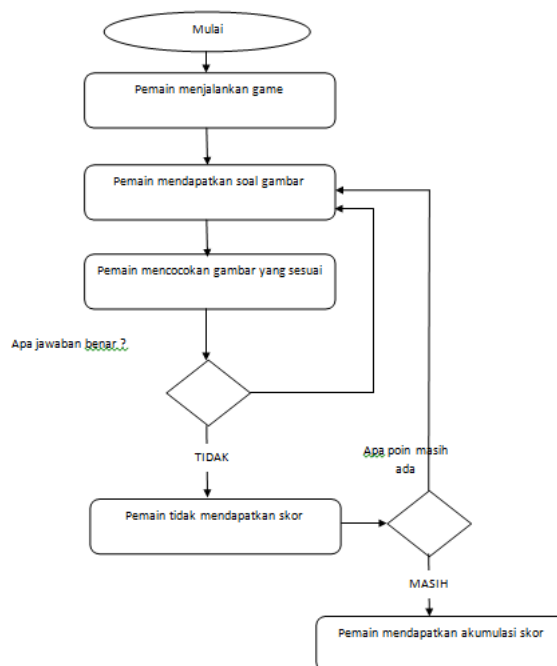 Mulai
Pemain menjalankan game
Pemain mendapatkan soal gambar
Pemain mencocokan gambar yang sesuai
Apa jawaban benar ?
TIDAK
Apa poin masih
ada
Pemain tidak mendapatkan skor
MASIH
Pemain mendapatkan akumulasi skor